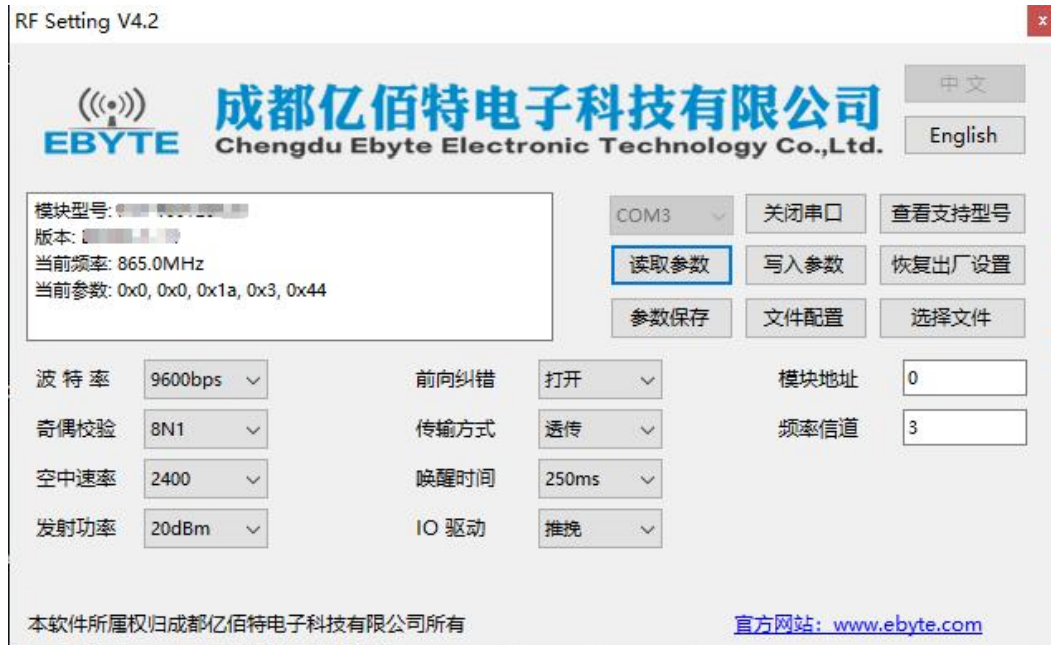 RF Setting V4.2
x
EBYTE
成都亿佰特电子科技有限公司
Chengdu Ebyte Electronic Technology Co.,Ltd.
中文
English
模块型号:
版本:
当前频率: 865.0MHz
当前参数: 0x0, 0x0, 0x1a, 0x3, 0x44
COM3 关闭串口 查看支持型号
读取参数 写入参数 恢复出厂设置
参数保存 文件配置 选择文件
波特率 9600bps 前向纠错 打开 模块地址 0
奇偶校验 8N1 传输方式 透传 频率信道 3
空中速率 2400 唤醒时间 250ms
发射功率 20dBm IO 驱动 推挽
本软件所属权归成都亿佰特电子科技有限公司所有 官方网站：www.ebyte.com